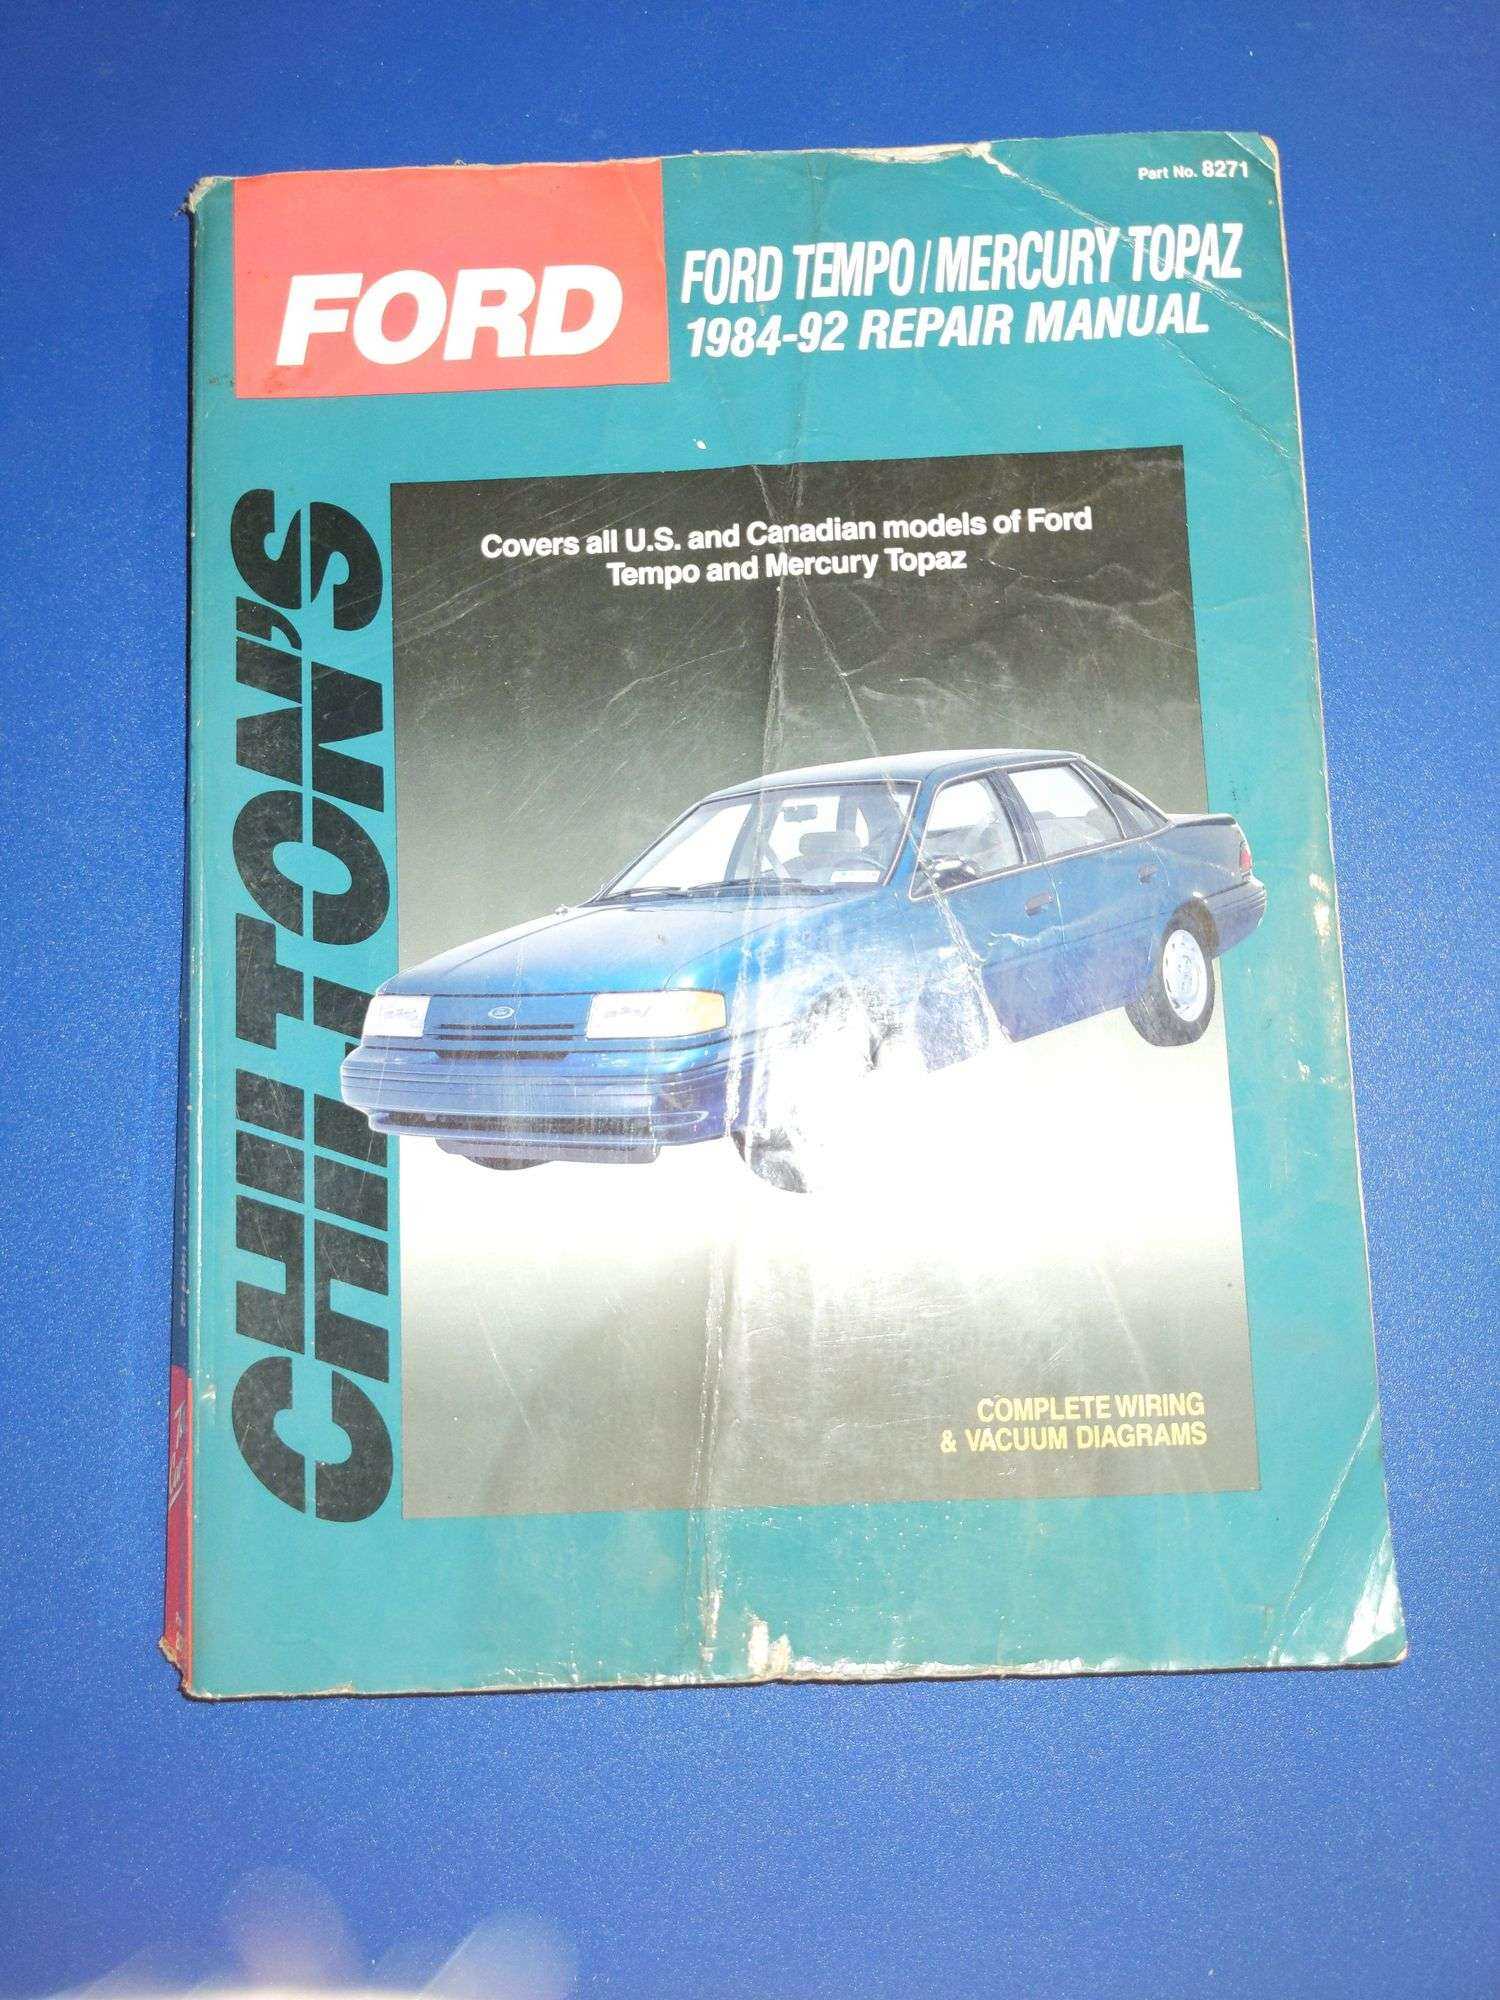 Part No. 8271
FORD
FORD TEMPO/MERCURY TOPAZ
1984-92 REPAIR MANUAL
CHILTON'S
Covers all U.S. and Canadian models of Ford
Tempo and Mercury Topaz
Ford
COMPLETE WIRING
& VACUUM DIAGRAMS